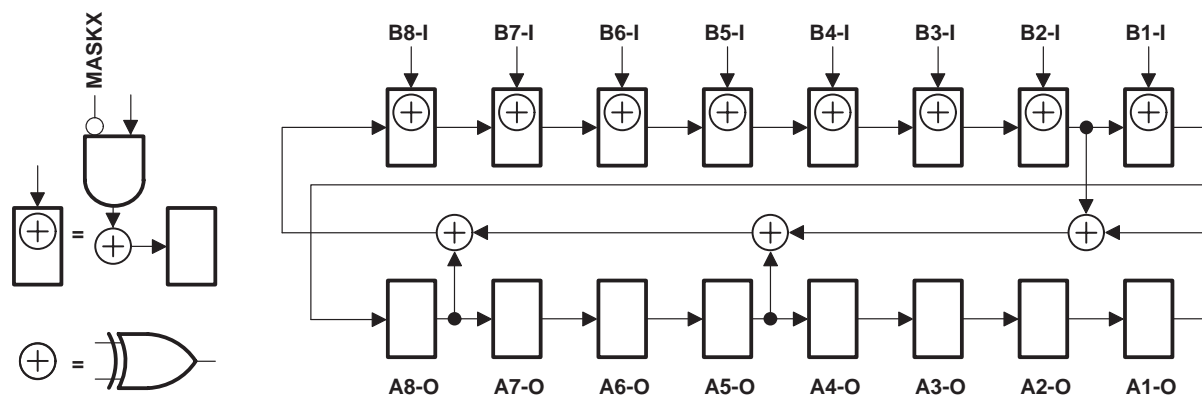 MASKX
=
=
B8-I B7-I B6-I B5-I B4-I B3-I B2-I B1-I
A8-O A7-O A6-O A5-O A4-O A3-O A2-O A1-O